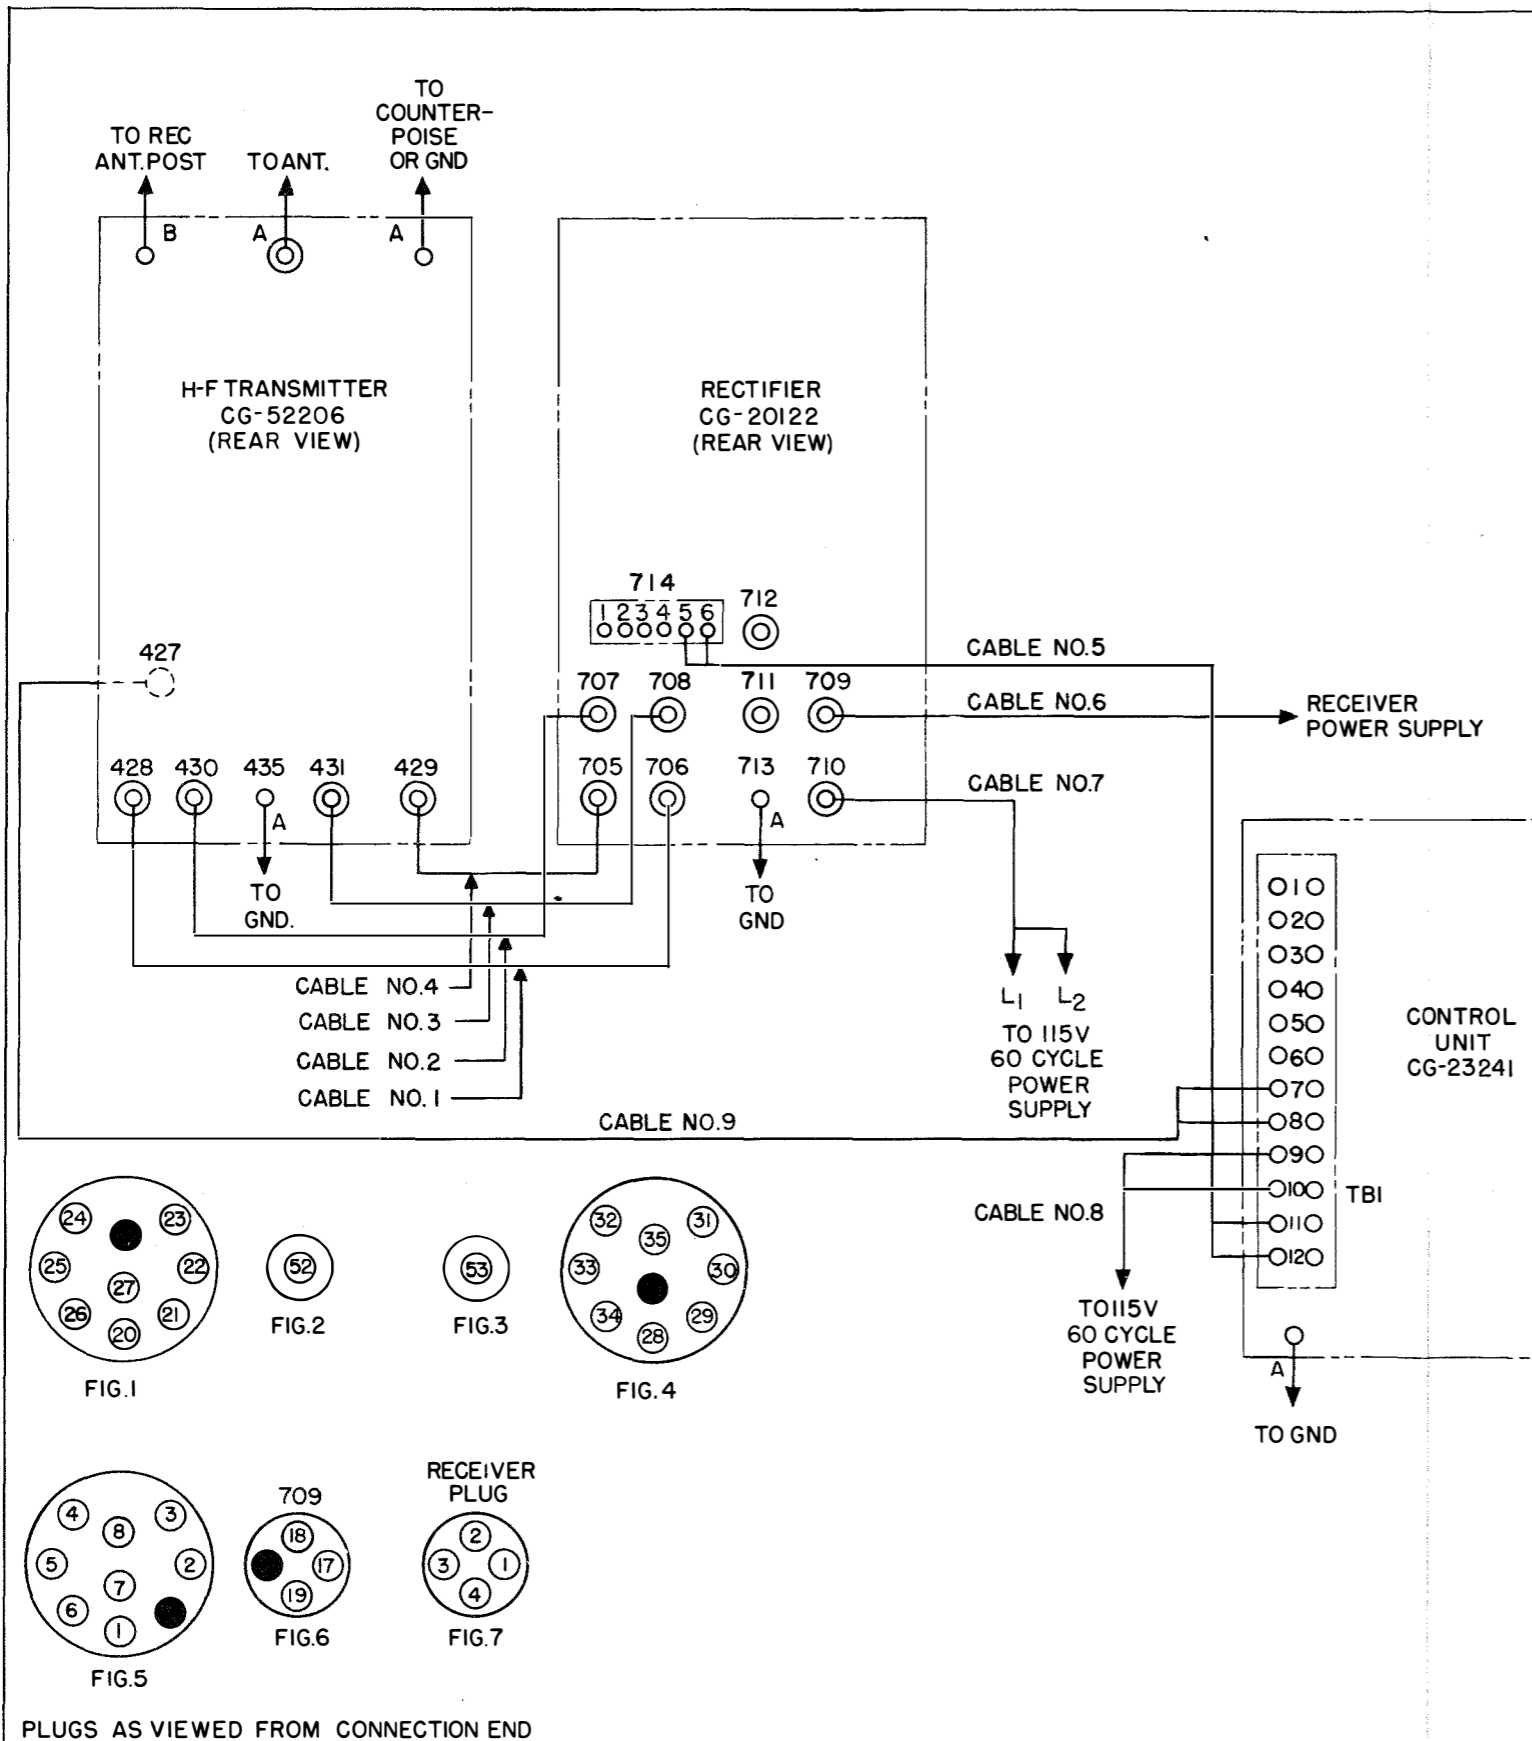 TO REC
ANT. POST
TO ANT.
TO
COUNTER-
POISE
OR GND
B
A
A
H-F TRANSMITTER
CG-52206
(REAR VIEW)
RECTIFIER
CG-20122
(REAR VIEW)
714
1 2 3 4 5 6
712
427
707 708 711 709
CABLE NO.5
CABLE NO.6
RECEIVER
POWER SUPPLY
428 430 435 431 429
705 706 713 710
CABLE NO.7
A
TO
GND.
A
TO
GND
CABLE NO.4
CABLE NO.3
CABLE NO.2
CABLE NO.1
L1 L2
TO 115V
60 CYCLE
POWER
SUPPLY
CABLE NO.9
1
2
3
4
5
6
7
8
9
10
11
12
TB1
CONTROL
UNIT
CG-23241
CABLE NO.8
TO 115V
60 CYCLE
POWER
SUPPLY
A
TO GND
24 23
25 22
27
26 21
20
FIG.1
52
FIG.2
53
FIG.3
32 31
35
33 30
34 29
28
FIG.4
4 3
8
5 2
7
6
1
FIG.5
709
18
17
19
FIG.6
RECEIVER
PLUG
2
3 1
4
FIG.7
PLUGS AS VIEWED FROM CONNECTION END